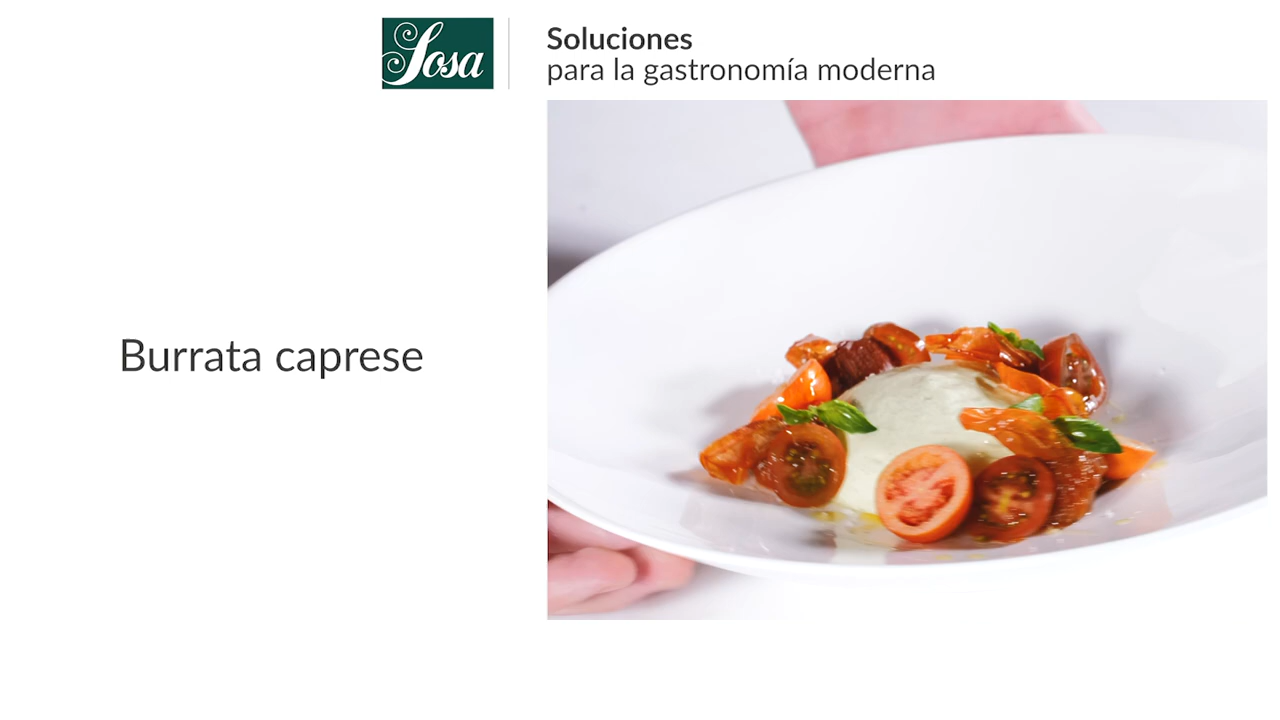 Sosa
Soluciones
para la gastronomía moderna
Burrata caprese